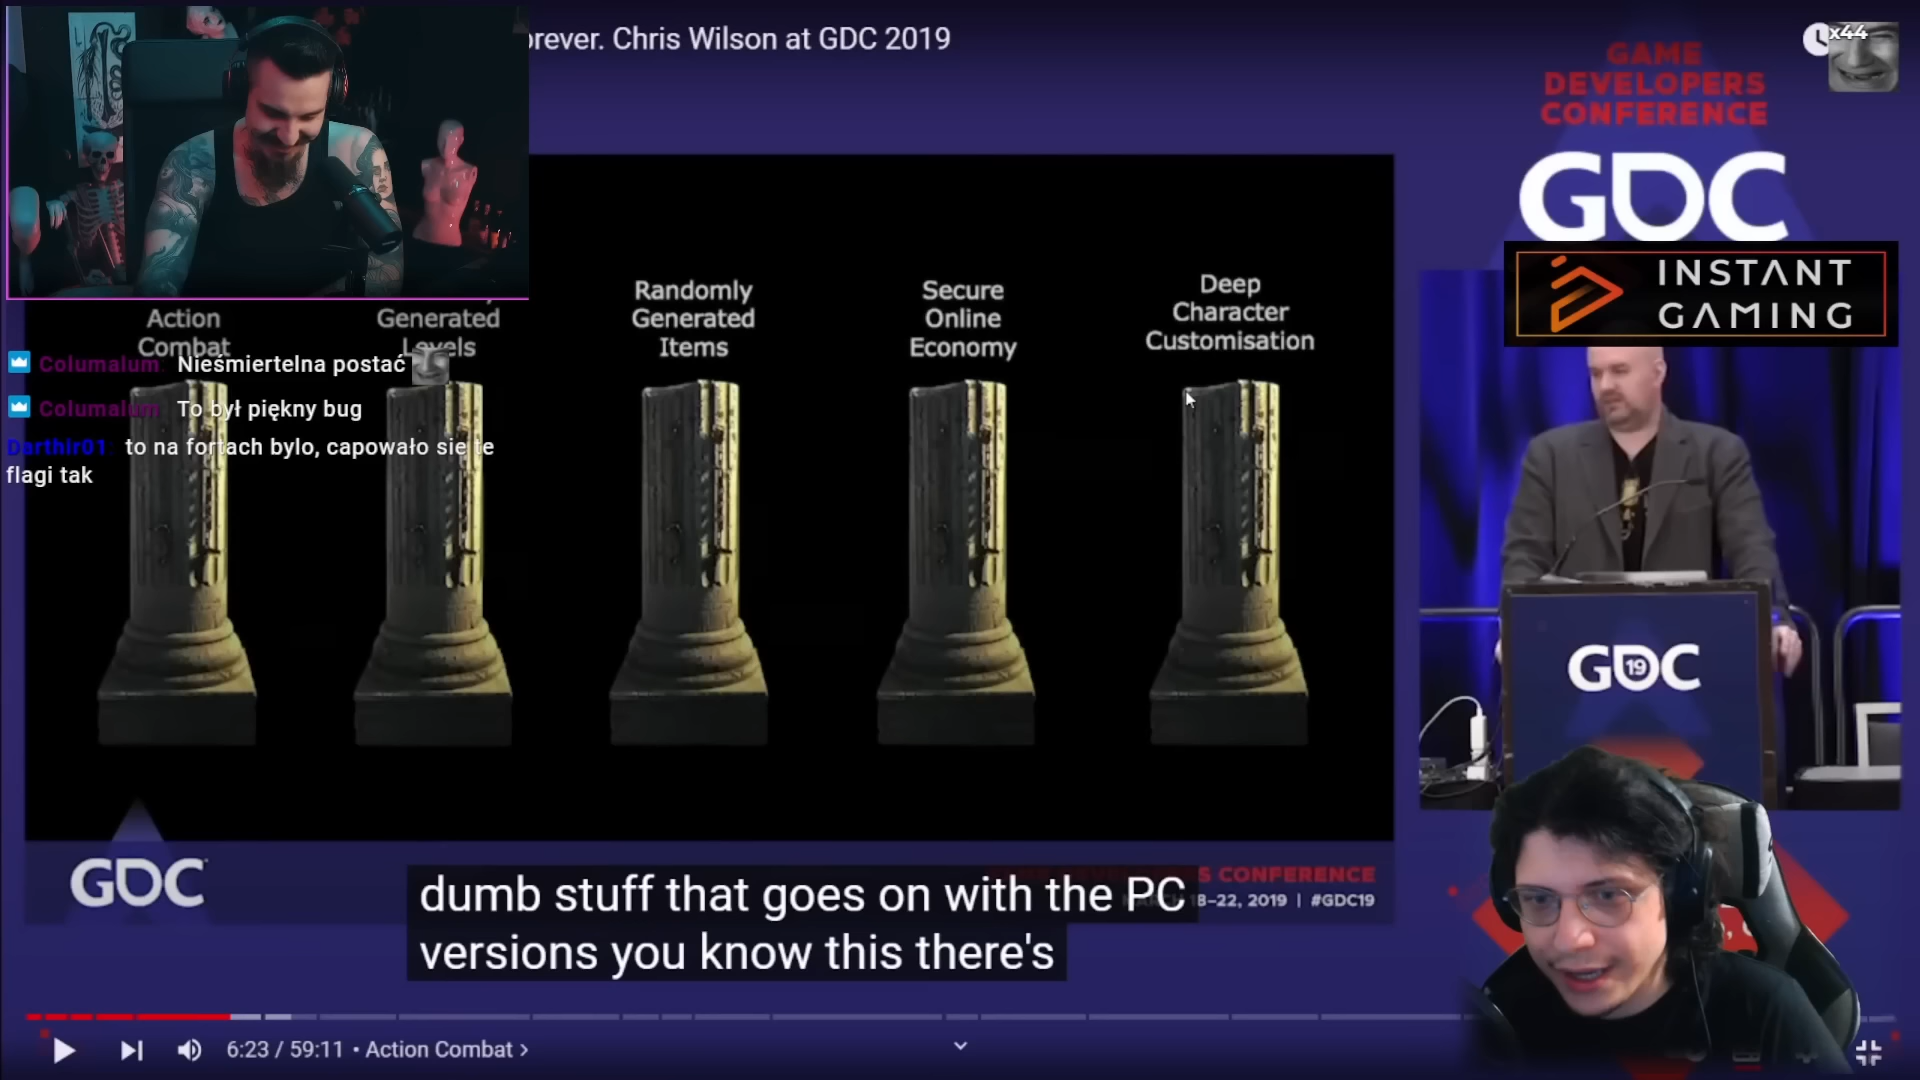 rever. Chris Wilson at GDC 2019
x44
GAME
DEVELOPERS
CONFERENCE
GDC
INSTANT
GAMING
Action
Combat
Generated
Levels
Randomly
Generated
Items
Secure
Online
Economy
Deep
Character
Customisation
Columalum: Nieśmiertelna postać
Columalum: To był piękny bug
Darthir01: to na fortach bylo, capowało sie te
flagi tak
GDC
19
GDC
S CONFERENCE
8-22, 2019 | #GDC19
dumb stuff that goes on with the PC
versions you know this there's
6:23 / 59:11 • Action Combat >